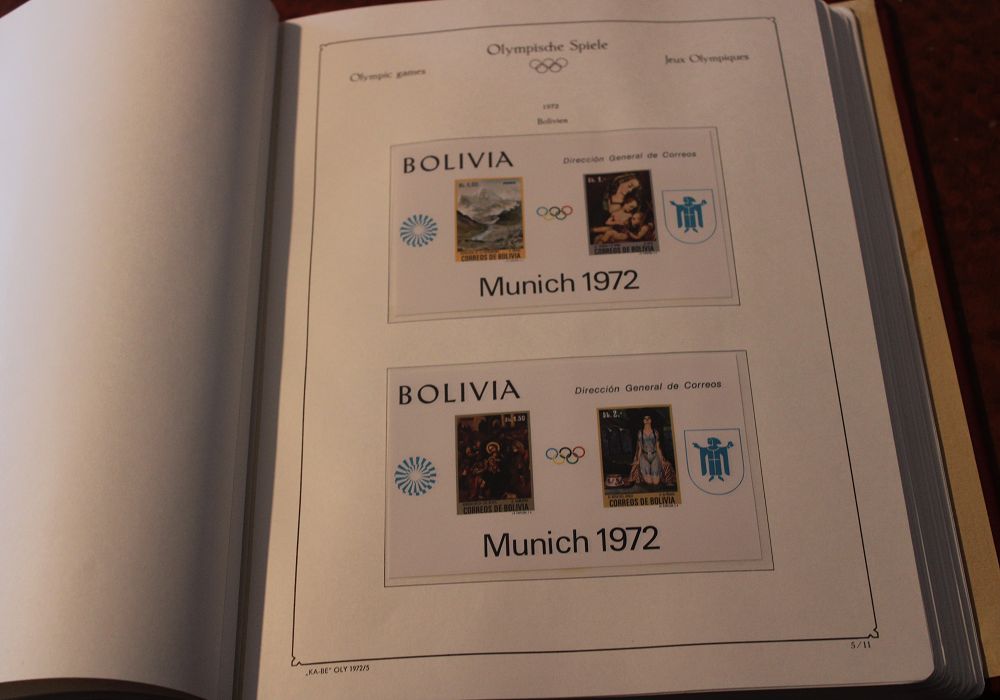 Olympische Spiele
Olympic games
Jeux Olympiques
1972
Bolivien
BOLIVIA
Dirección General de Correos
CORREOS DE BOLIVIA
$b. 1.-
CORREOS DE BOLIVIA
Munich 1972
BOLIVIA
Dirección General de Correos
CORREOS DE BOLIVIA
$b. 2.-
CORREOS DE BOLIVIA
Munich 1972
„KA-BE" OLY 1972/5
5/11